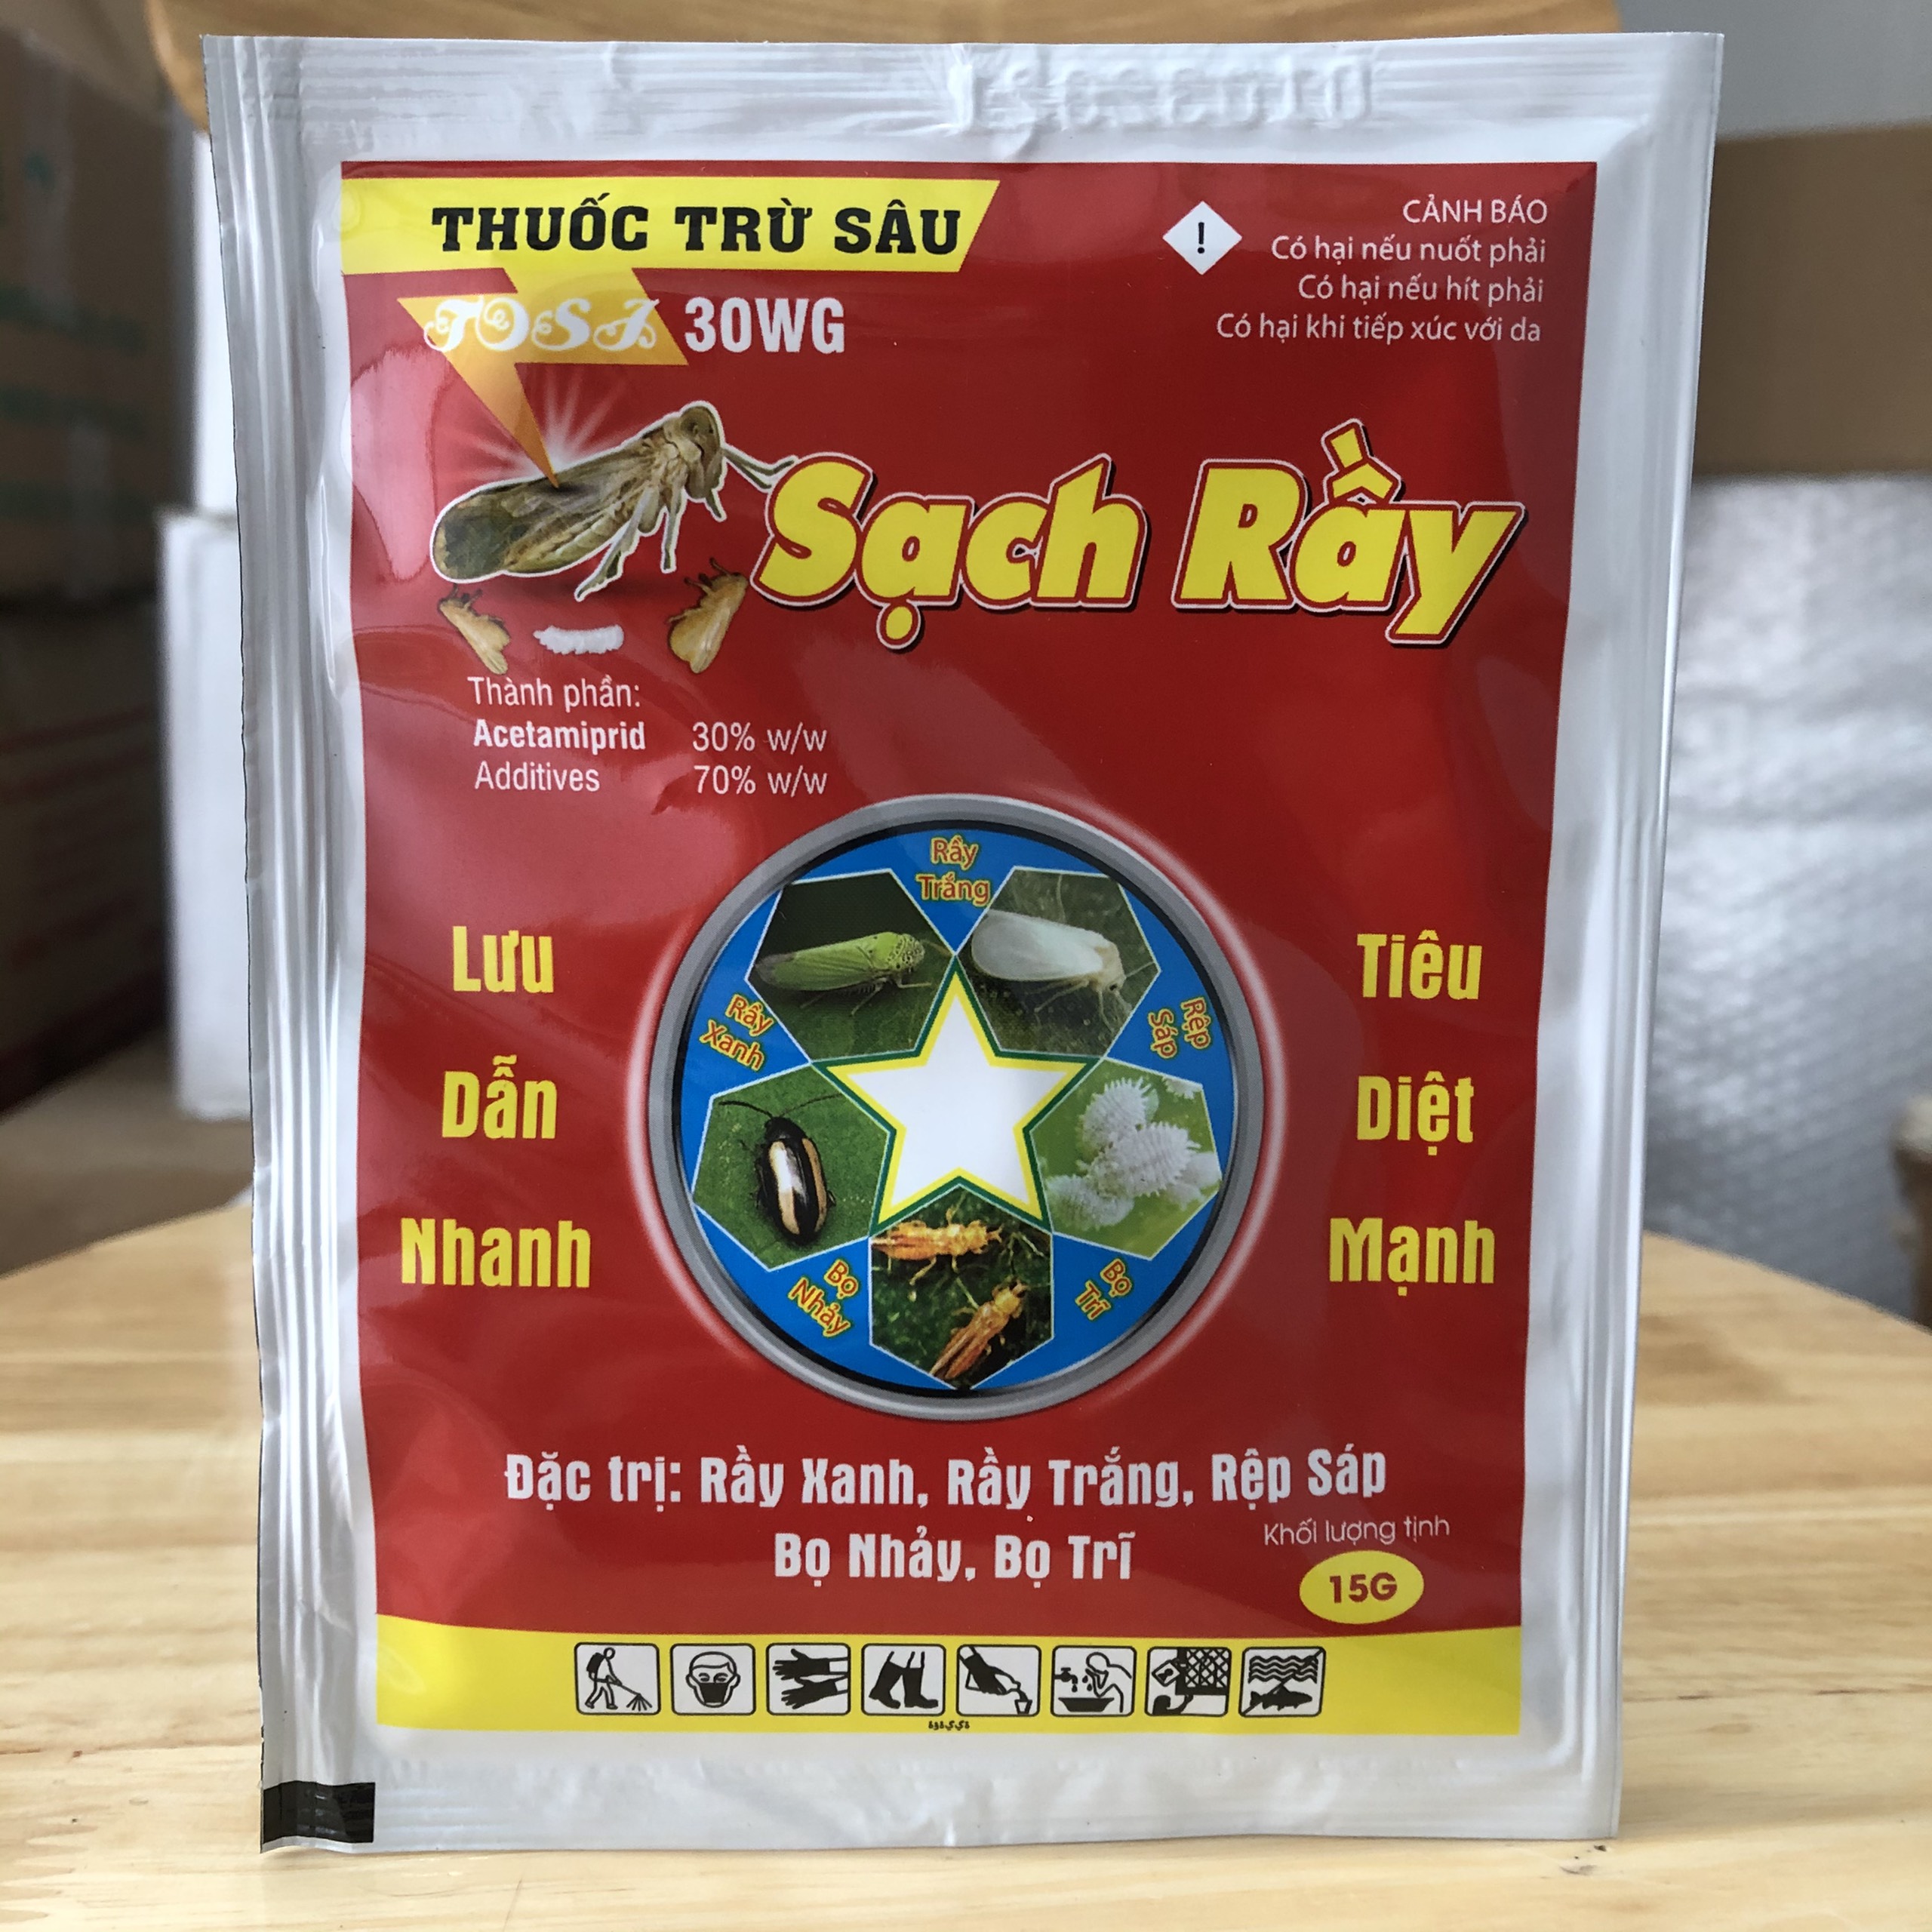 THUỐC TRỪ SÂU
TOSI 30WG
CẢNH BÁO
!
Có hại nếu nuốt phải
Có hại nếu hít phải
Có hại khi tiếp xúc với da
Sạch Rầy
Thành phần:
Acetamiprid 30% w/w
Additives 70% w/w
Rầy
Trắng
Rầy
Xanh
Rệp
Sáp
Bọ
Nhảy
Bọ
Trĩ
Lưu
Dẫn
Nhanh
Tiêu
Diệt
Mạnh
Đặc trị: Rầy Xanh, Rầy Trắng, Rệp Sáp
Bọ Nhảy, Bọ Trĩ
Khối lượng tịnh
15G